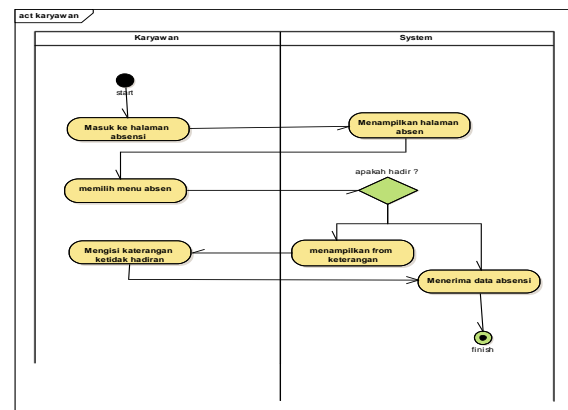 act karyawan
Karyawan
System
start
Masuk ke halaman
absensi
Menampilkan halaman
absen
memilih menu absen
apakah hadir ?
Mengisi katerangan
ketidak hadiran
menampilkan from
keterangan
Menerima data absensi
finish